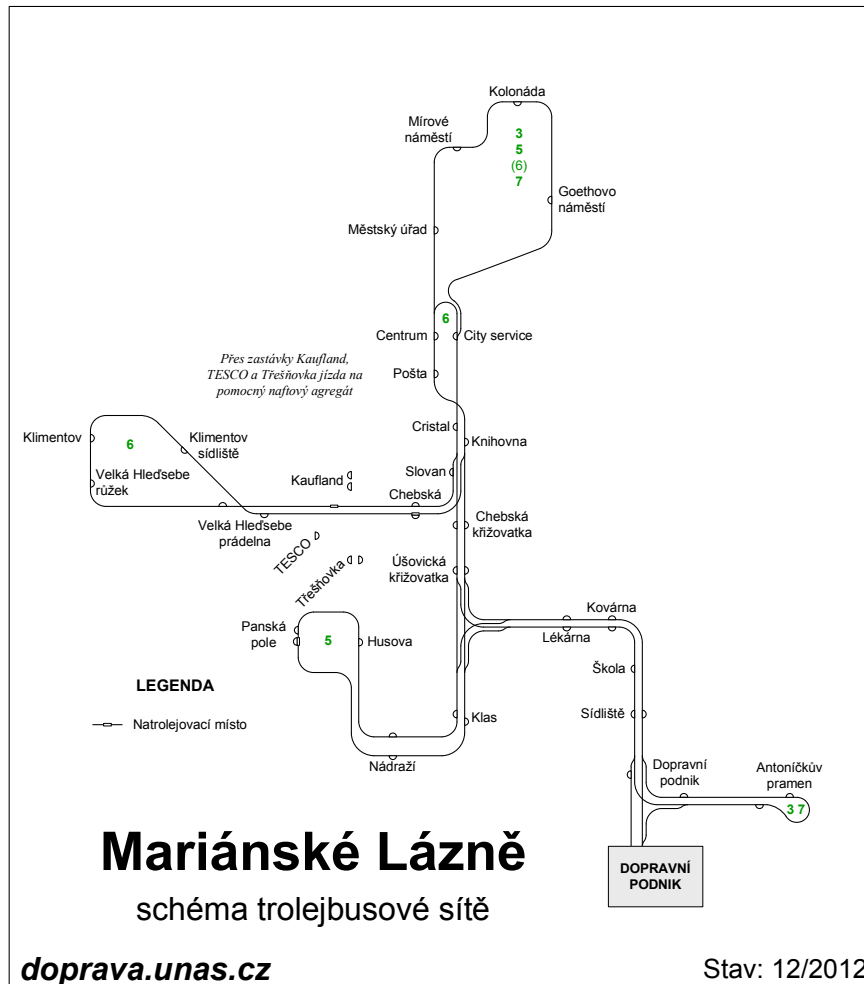 Kolonáda
Mírové
náměstí
3
5
(6)
7
Goethovo
náměstí
Městský úřad
6
Centrum
City service
Přes zastávky Kaufland,
TESCO a Třešňovka jízda na
pomocný naftový agregát
Pošta
Cristal
Knihovna
Klimentov
6
Klimentov
sídliště
Slovan
Velká Hleďsebe
růžek
Kaufland
Chebská
Velká Hleďsebe
prádelna
Chebská
křižovatka
TESCO
Třešňovka
Úšovická
křižovatka
Kovárna
Lékárna
Panská
pole
5
Husova
Škola
LEGENDA
Natrolejovací místo
Klas
Sídliště
Nádraží
Dopravní
podnik
Antoníčkův
pramen
3 7
Mariánské Lázně
schéma trolejbusové sítě
DOPRAVNÍ
PODNIK
doprava.unas.cz
Stav: 12/2012